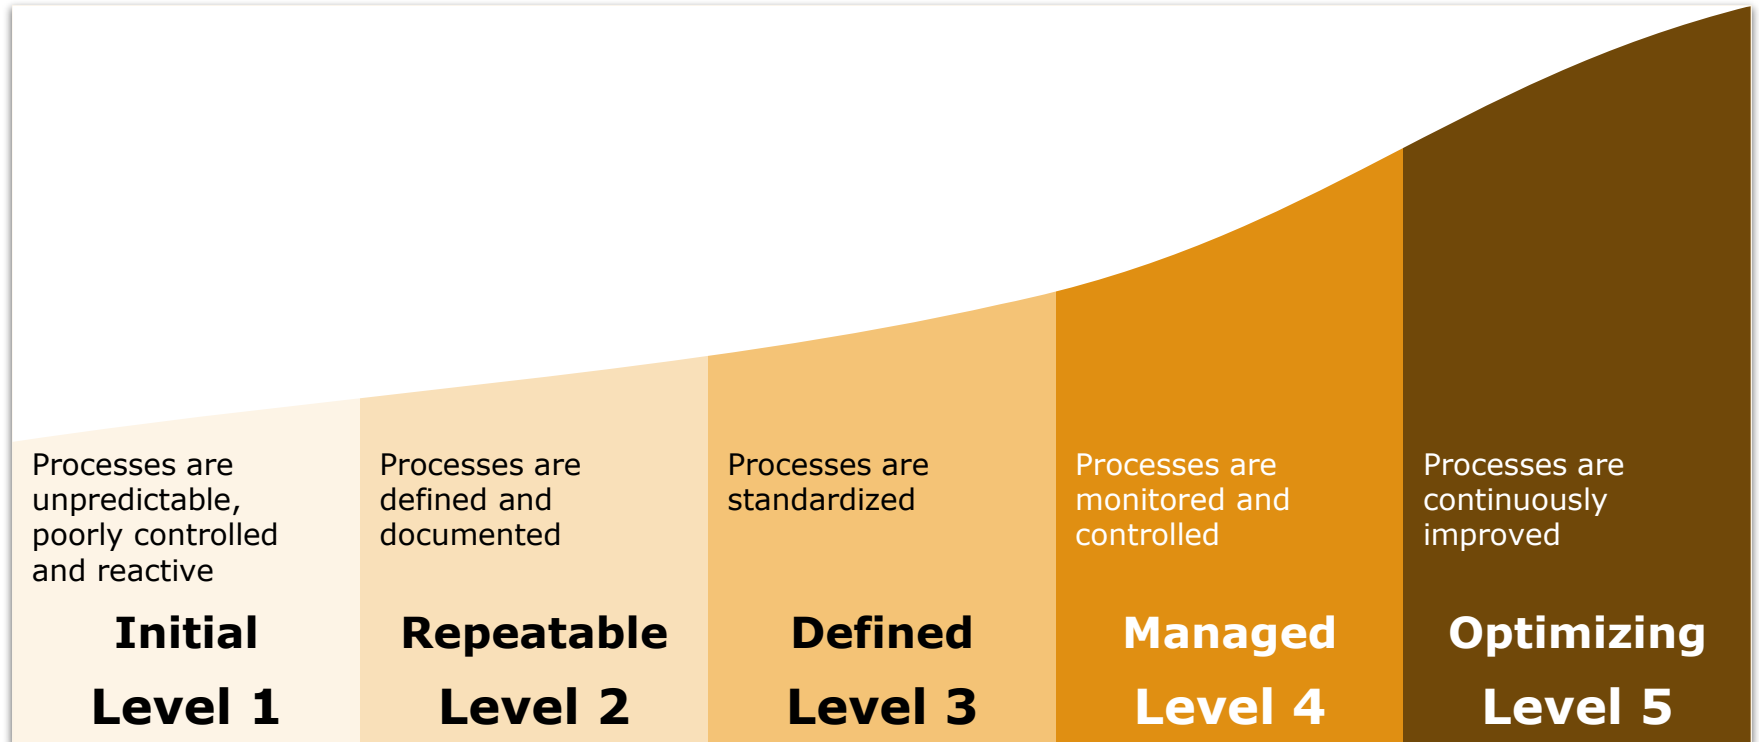 Processes are
unpredictable,
poorly controlled
and reactive
Initial
Level 1
Processes are
defined and
documented
Repeatable
Level 2
Processes are
standardized
Defined
Level 3
Processes are
monitored and
controlled
Managed
Level 4
Processes are
continuously
improved
Optimizing
Level 5